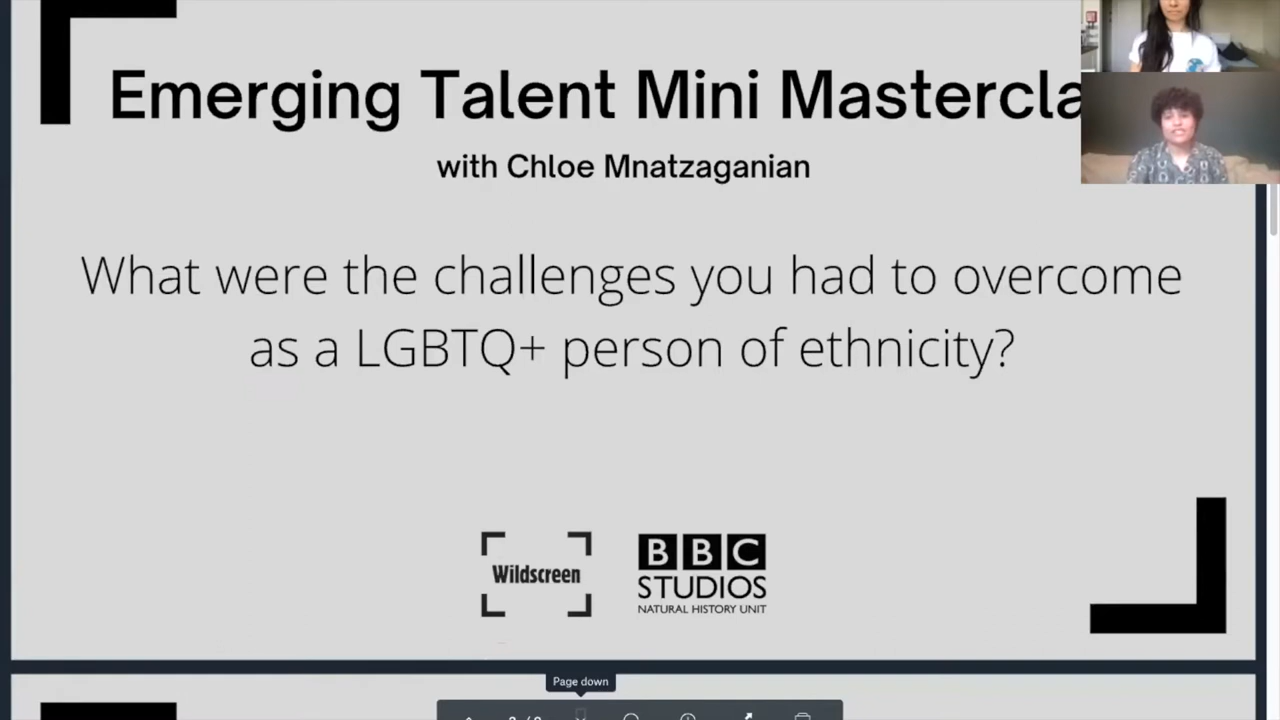 Emerging Talent Mini Mastercla
with Chloe Mnatzaganian
What were the challenges you had to overcome
as a LGBTQ+ person of ethnicity?
Wildscreen
BBC
STUDIOS
NATURAL HISTORY UNIT
Page down